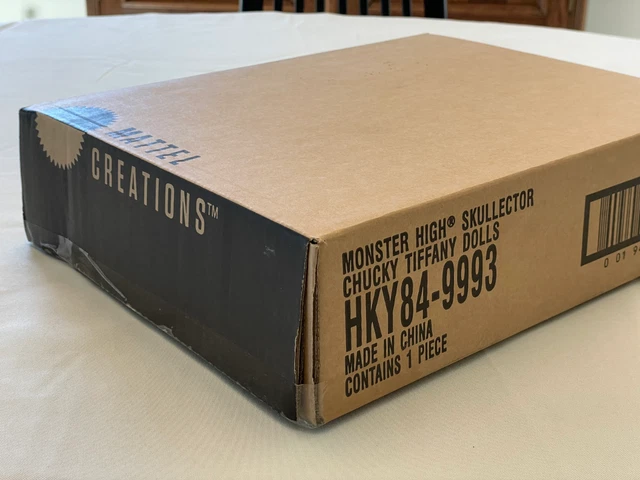 MATTEL
CREATIONS™
MONSTER HIGH® SKULLECTOR
CHUCKY TIFFANY DOLLS
HKY84-9993
MADE IN CHINA
CONTAINS 1 PIECE